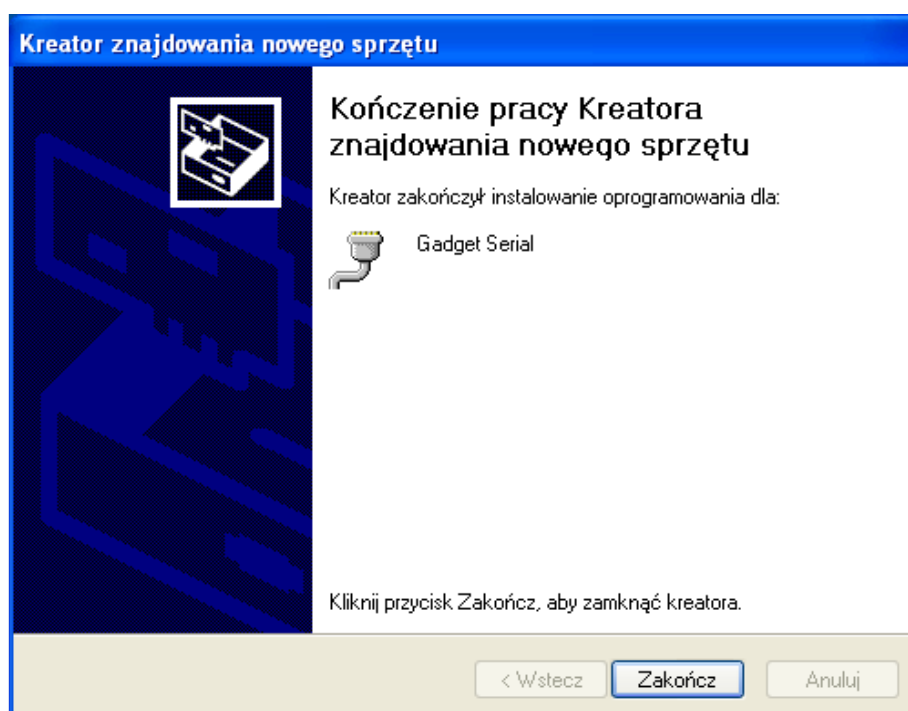 Kreator znajdowania nowego sprzętu
Kończenie pracy Kreatora
znajdowania nowego sprzętu
Kreator zakończył instalowanie oprogramowania dla:
Gadget Serial
Kliknij przycisk Zakończ, aby zamknąć kreatora.
< Wstecz
Zakończ
Anuluj